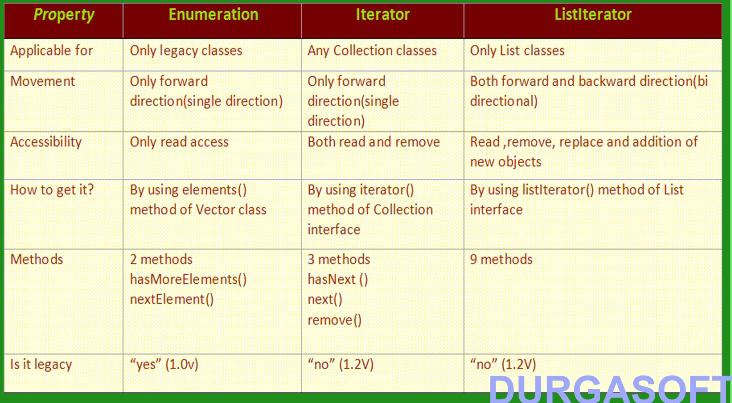 Property Enumeration Iterator ListIterator
Applicable for Only legacy classes Any Collection classes Only List classes
Movement Only forward Only forward Both forward and backward direction(bi
direction(single direction) direction(single directional)
direction)
Accessibility Only read access Both read and remove Read ,remove, replace and addition of
new objects
How to get it? By using elements() By using iterator() By using listIterator() method of List
method of Vector class method of Collection interface
interface
Methods 2 methods 3 methods 9 methods
hasMoreElements() hasNext ()
nextElement() next()
remove()
Is it legacy “yes” (1.0v) “no” (1.2V) “no” (1.2V)
DURGASOFT